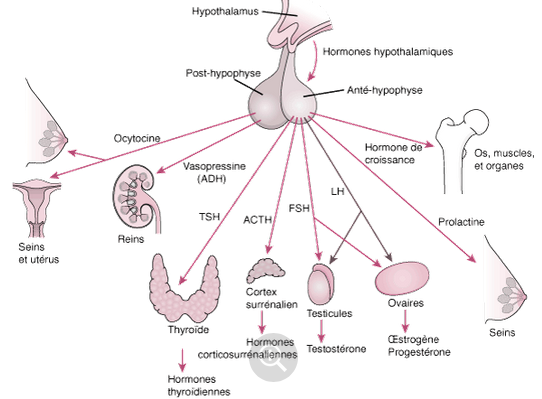 Hypothalamus
Hormones hypothalamiques
Post-hypophyse
Anté-hypophyse
Ocytocine
Vasopressine
(ADH)
Hormone de
croissance
Os, muscles,
et organes
LH
TSH
ACTH
FSH
Prolactine
Seins
et utérus
Reins
Thyroïde
Cortex
surrénalien
Testicules
Ovaires
Seins
Hormones
corticosurrénaliennes
Testostérone
Œstrogène
Progestérone
Hormones
thyroïdiennes